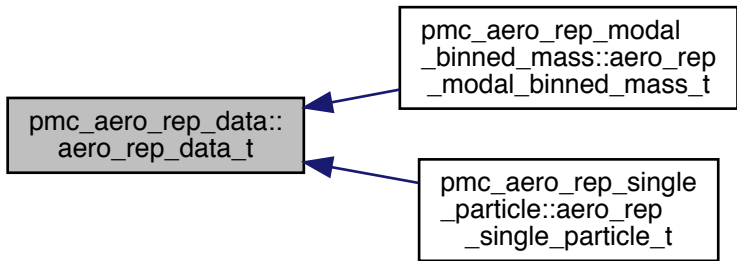 pmc_aero_rep_data::
aero_rep_data_t
pmc_aero_rep_modal
_binned_mass::aero_rep
_modal_binned_mass_t
pmc_aero_rep_single
_particle::aero_rep
_single_particle_t